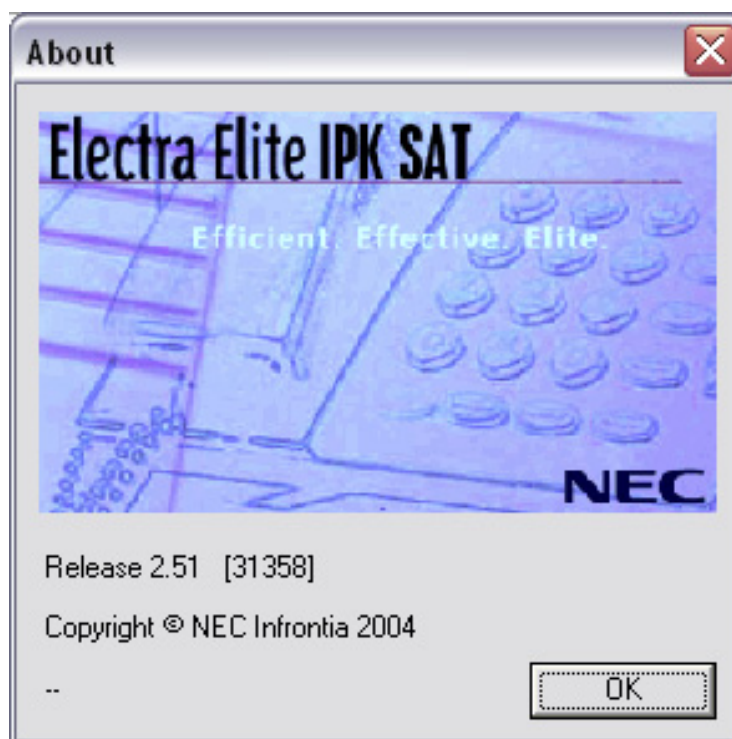 About
Electra Elite IPK SAT
Efficient. Effective. Elite.
NEC
Release 2.51 [31358]
Copyright © NEC Infrontia 2004
--
OK